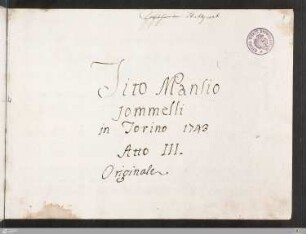 Tito Manlio
Jommelli
in Torino 1743
Atto III.
Originale